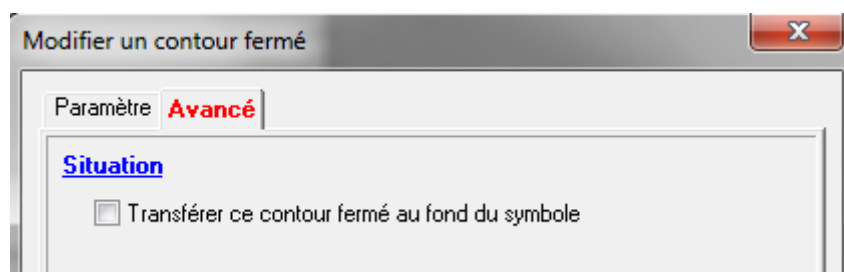 Modifier un contour fermé
Paramètre Avancé
Situation
Transférer ce contour fermé au fond du symbole